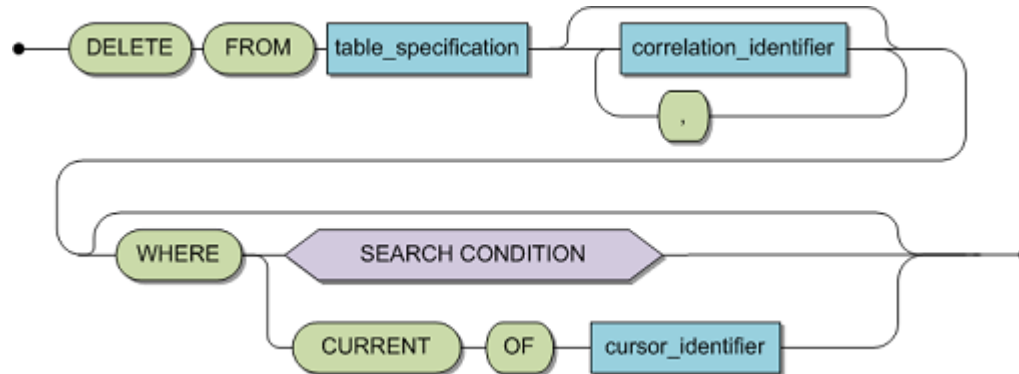 DELETE FROM table_specification correlation_identifier
,
WHERE SEARCH CONDITION
CURRENT OF cursor_identifier